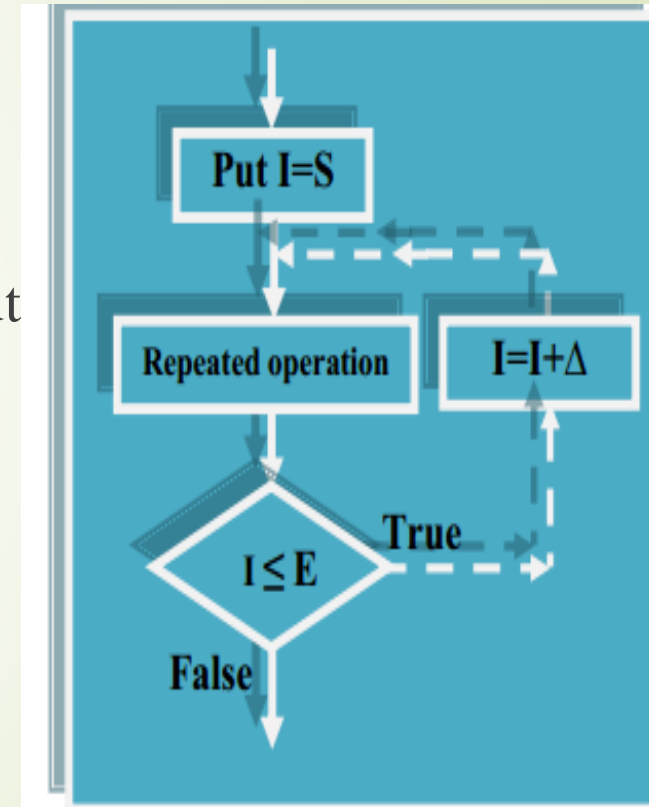 Put I=S
Repeated operation
I=I+Δ
True
I ≤ E
False